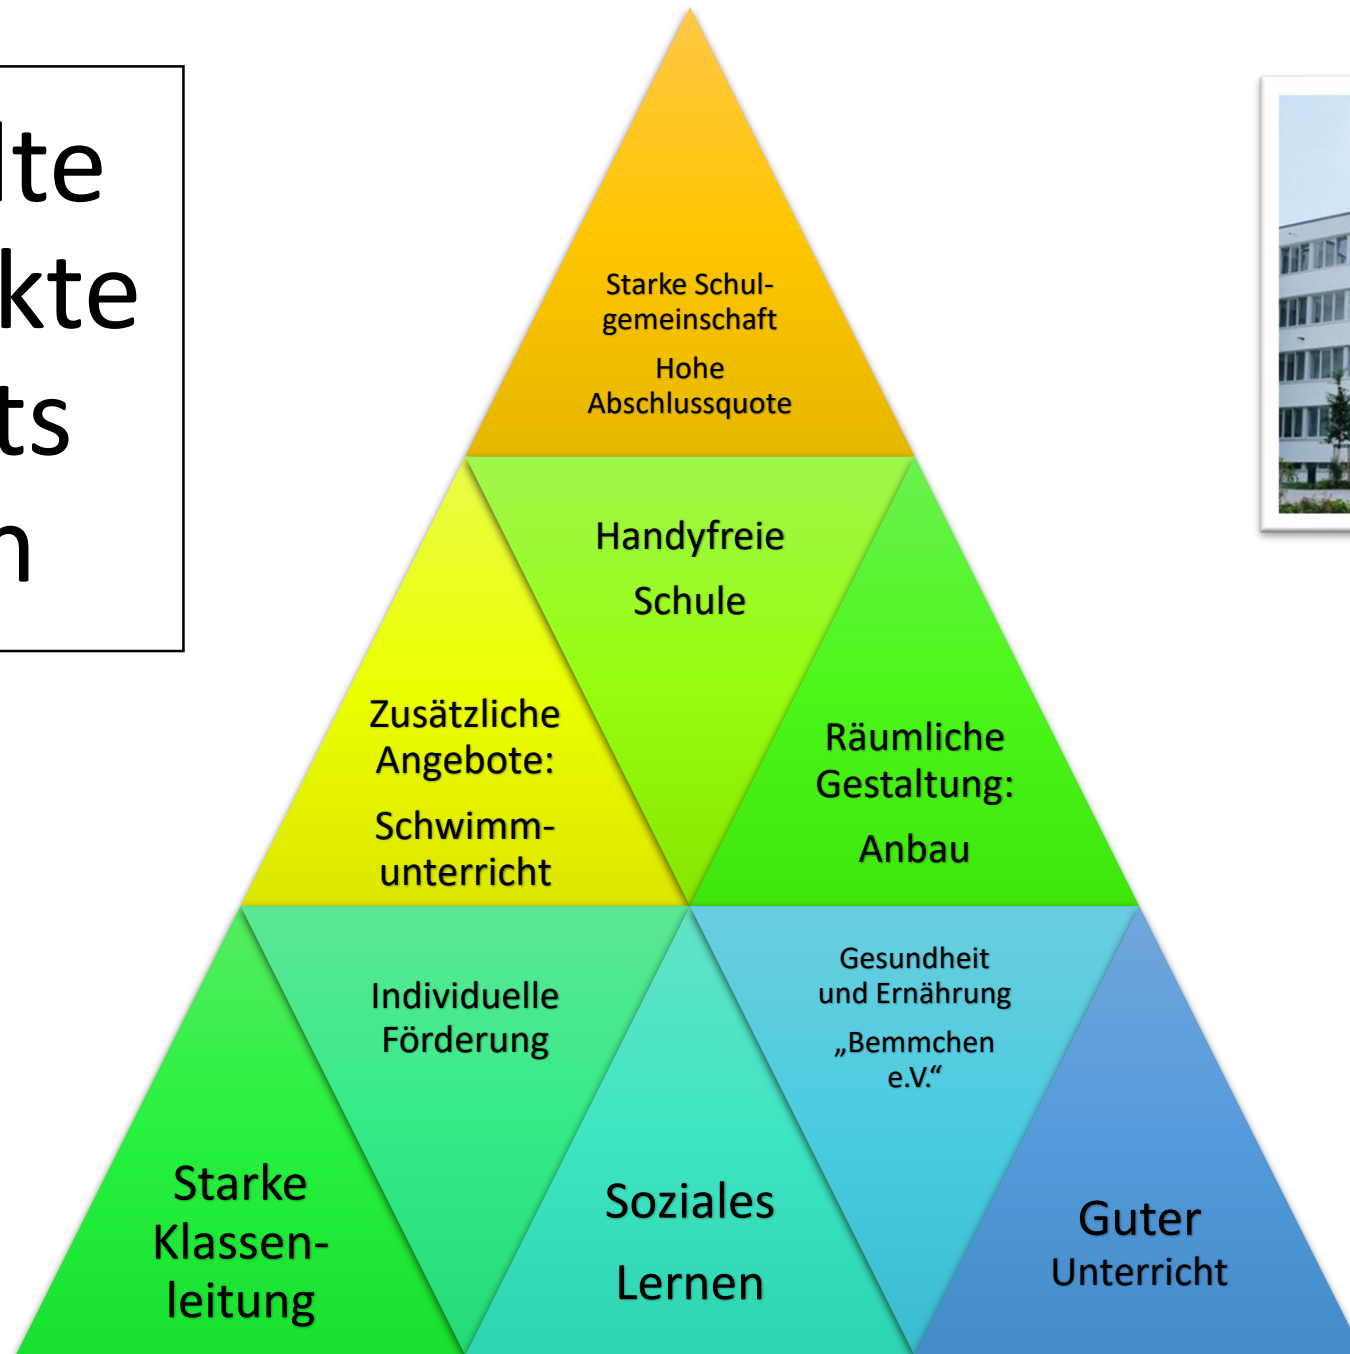 lte
kte
ts
n
Starke Schul-
gemeinschaft
Hohe
Abschlussquote
Handyfreie
Schule
Zusätzliche
Angebote:
Schwimm-
unterricht
Räumliche
Gestaltung:
Anbau
Individuelle
Förderung
Gesundheit
und Ernährung
„Bemmchen
e.V.“
Starke
Klassen-
leitung
Soziales
Lernen
Guter
Unterricht